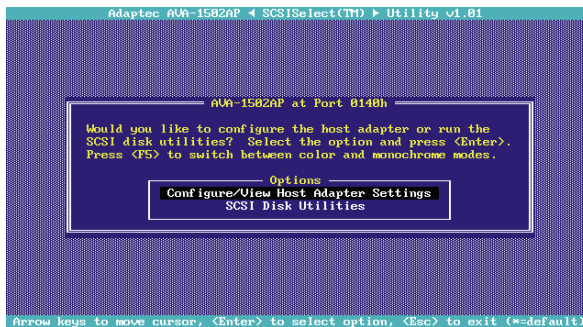 Adaptec AVA-1502AP ◄ SCSISelect(TM) ► Utility v1.01
AVA-1502AP at Port 0140h
Would you like to configure the host adapter or run the
SCSI disk utilities? Select the option and press <Enter>.
Press <F5> to switch between color and monochrome modes.
Options
Configure/View Host Adapter Settings
SCSI Disk Utilities
Arrow keys to move cursor, <Enter> to select option, <Esc> to exit (*=default)